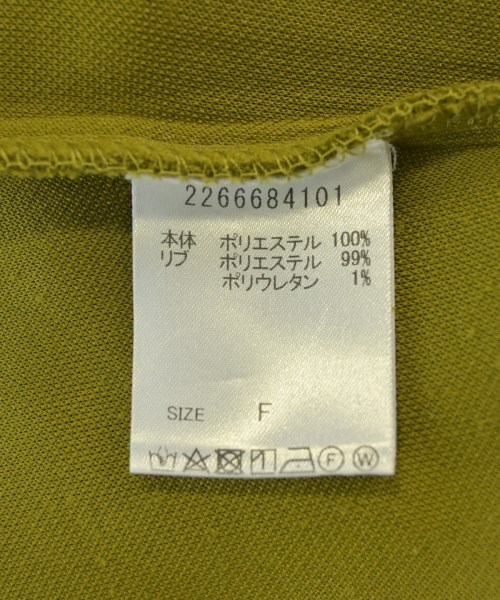 2266684101
本体 ポリエステル 100%
リブ ポリエステル 99%
ポリウレタン 1%
SIZE F
F W